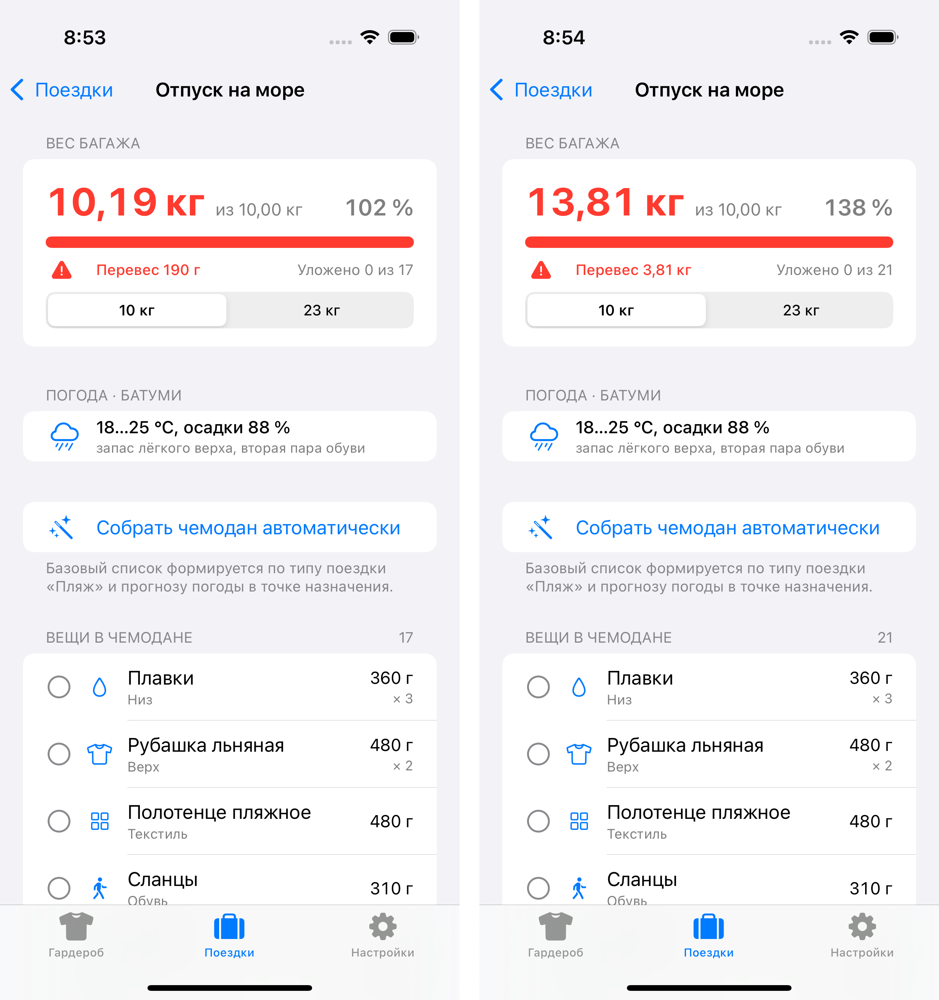 8:53
Поездки
Отпуск на море
ВЕС БАГАЖА
10,19 кг из 10,00 кг 102 %
Перевес 190 г Уложено 0 из 17
10 кг 23 кг
ПОГОДА · БАТУМИ
18…25 °C, осадки 88 %
запас лёгкого верха, вторая пара обуви
Собрать чемодан автоматически
Базовый список формируется по типу поездки
«Пляж» и прогнозу погоды в точке назначения.
ВЕЩИ В ЧЕМОДАНЕ 17
Плавки 360 г
Низ × 3
Рубашка льняная 480 г
Верх × 2
Полотенце пляжное 480 г
Текстиль
Сланцы 310 г
Обувь
Гардероб Поездки Настройки
8:54
Поездки
Отпуск на море
ВЕС БАГАЖА
13,81 кг из 10,00 кг 138 %
Перевес 3,81 кг Уложено 0 из 21
10 кг 23 кг
ПОГОДА · БАТУМИ
18…25 °C, осадки 88 %
запас лёгкого верха, вторая пара обуви
Собрать чемодан автоматически
Базовый список формируется по типу поездки
«Пляж» и прогнозу погоды в точке назначения.
ВЕЩИ В ЧЕМОДАНЕ 21
Плавки 360 г
Низ × 3
Рубашка льняная 480 г
Верх × 2
Полотенце пляжное 480 г
Текстиль
Сланцы 310 г
Обувь
Гардероб Поездки Настройки